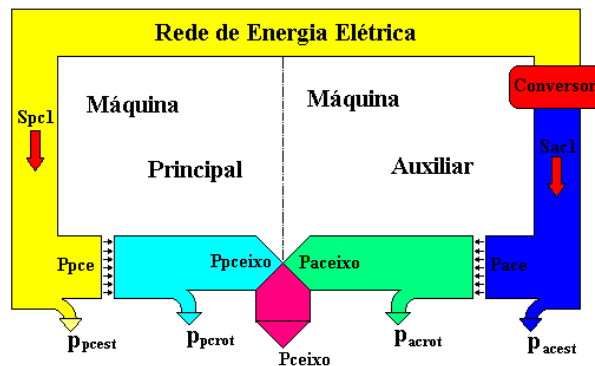 Rede de Energia Elétrica
Conversor
Máquina
Principal
Máquina
Auxiliar
Spc1
Sac1
Ppce
Ppceixo
Paceixo
Pace
ppcest
ppcrot
Pceixo
pacrot
pacest